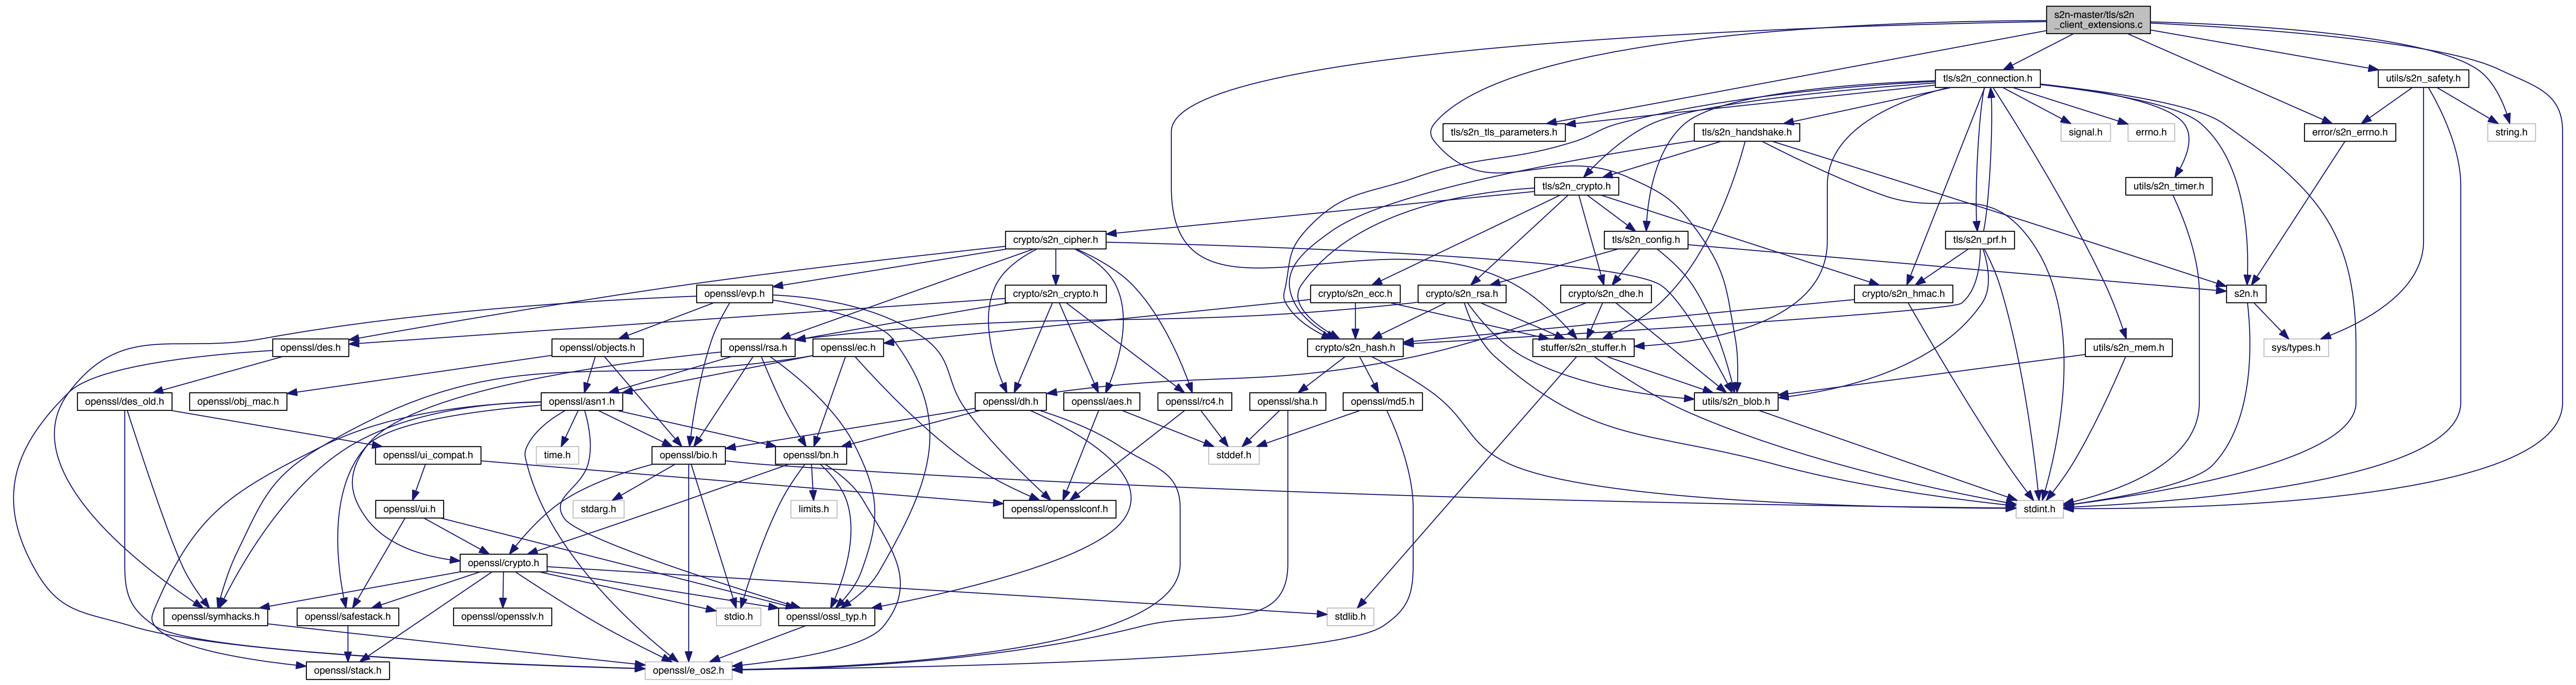 s2n-master/tls/s2n
_client_extensions.c
tls/s2n_connection.h
utils/s2n_safety.h
tls/s2n_tls_parameters.h
tls/s2n_handshake.h
signal.h
errno.h
error/s2n_errno.h
string.h
tls/s2n_crypto.h
utils/s2n_timer.h
crypto/s2n_cipher.h
tls/s2n_config.h
tls/s2n_prf.h
openssl/evp.h
crypto/s2n_crypto.h
crypto/s2n_ecc.h
crypto/s2n_rsa.h
crypto/s2n_dhe.h
crypto/s2n_hmac.h
s2n.h
openssl/des.h
openssl/objects.h
openssl/rsa.h
openssl/ec.h
crypto/s2n_hash.h
stuffer/s2n_stuffer.h
utils/s2n_mem.h
sys/types.h
openssl/des_old.h
openssl/obj_mac.h
openssl/asn1.h
openssl/dh.h
openssl/aes.h
openssl/rc4.h
openssl/sha.h
openssl/md5.h
utils/s2n_blob.h
openssl/ui_compat.h
time.h
openssl/bio.h
openssl/bn.h
stddef.h
openssl/ui.h
stdarg.h
limits.h
openssl/opensslconf.h
stdint.h
openssl/crypto.h
openssl/symhacks.h
openssl/safestack.h
openssl/opensslv.h
stdio.h
openssl/ossl_typ.h
stdlib.h
openssl/stack.h
openssl/e_os2.h